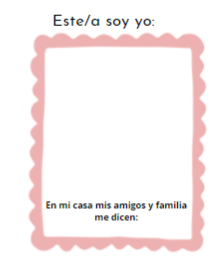 Este/a soy yo:
En mi casa mis amigos y familia
me dicen: